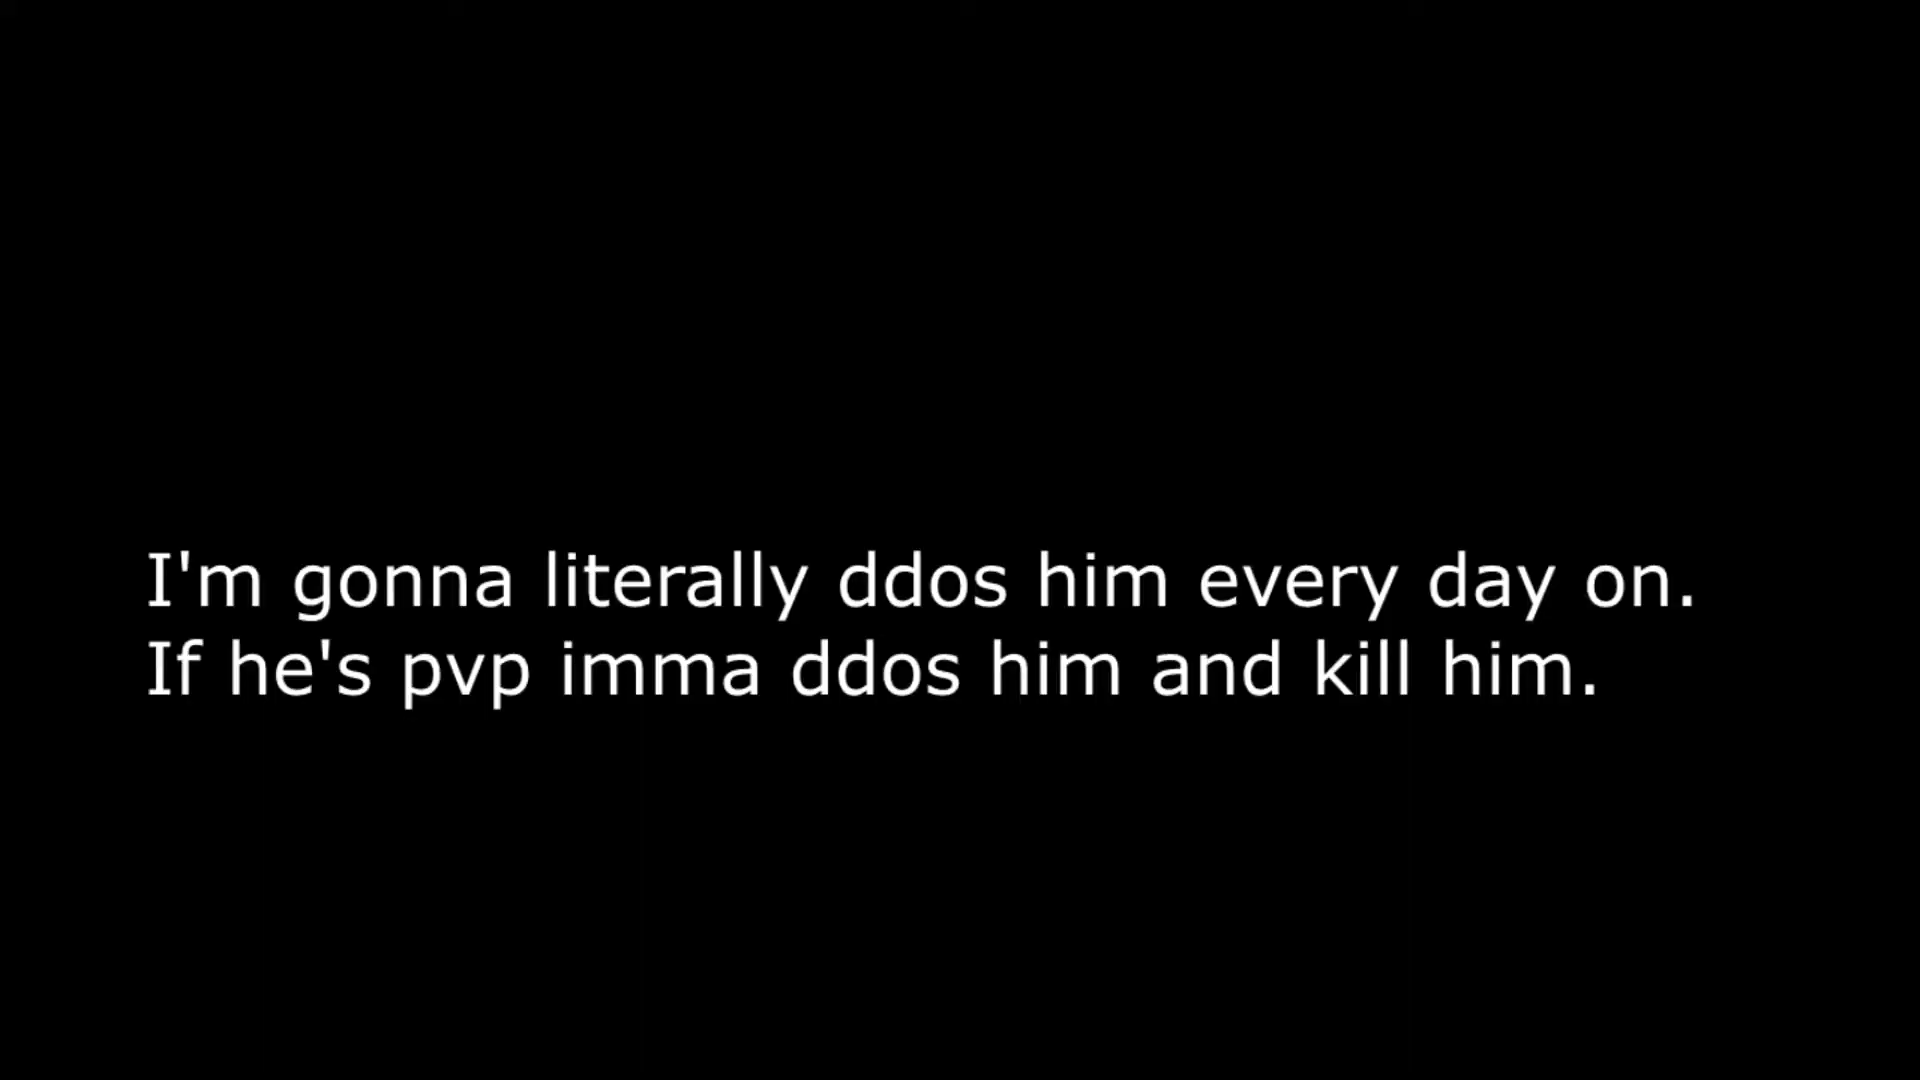 I'm gonna literally ddos him every day on.
If he's pvp imma ddos him and kill him.